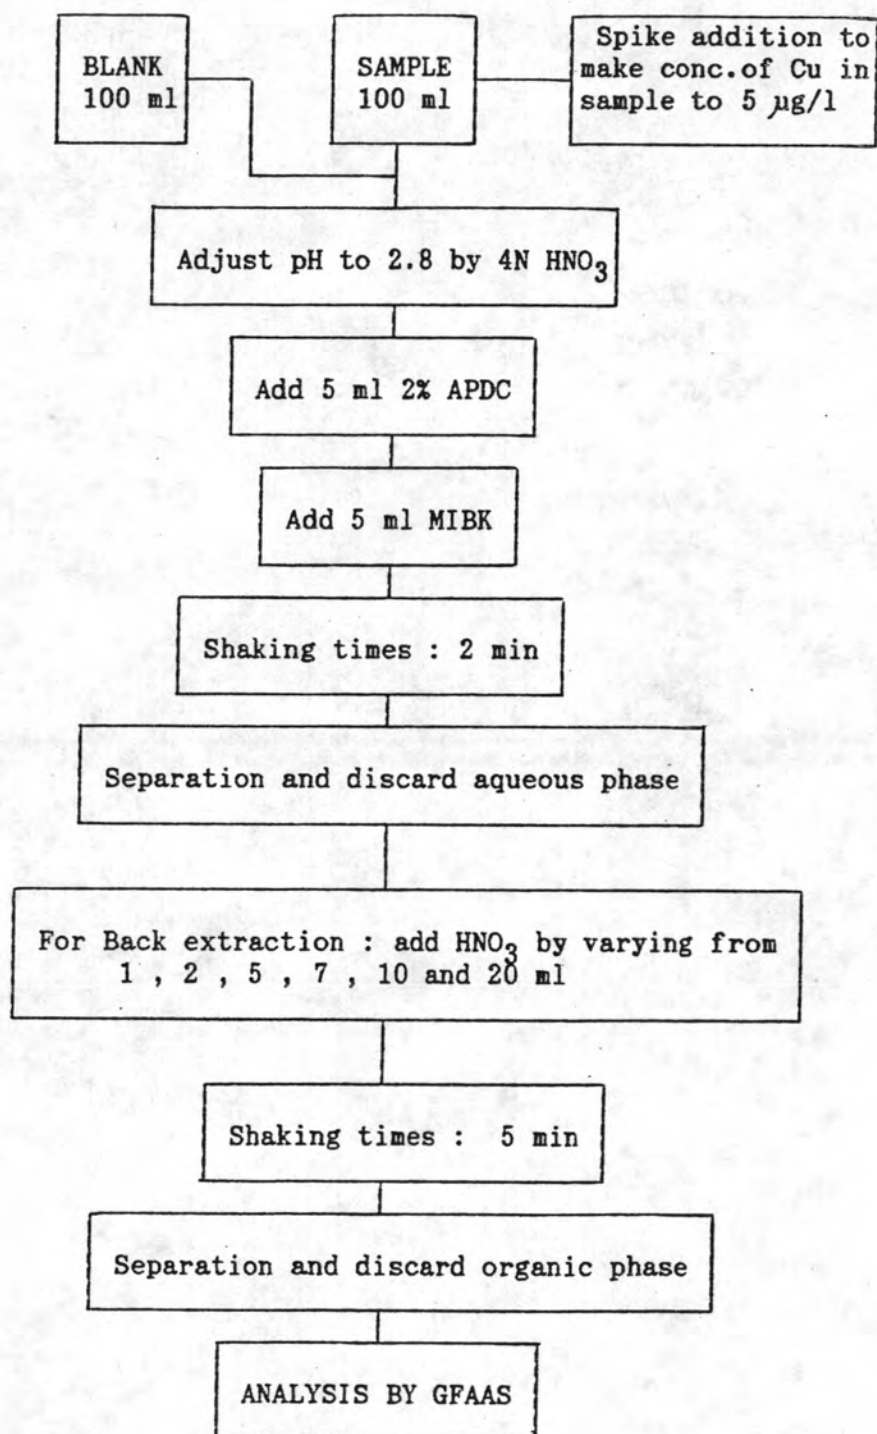 BLANK
100 ml
SAMPLE
100 ml
Spike addition to
make conc.of Cu in
sample to 5 µg/l
Adjust pH to 2.8 by 4N HNO3
Add 5 ml 2% APDC
Add 5 ml MIBK
Shaking times : 2 min
Separation and discard aqueous phase
For Back extraction : add HNO3 by varying from
1 , 2 , 5 , 7 , 10 and 20 ml
Shaking times : 5 min
Separation and discard organic phase
ANALYSIS BY GFAAS